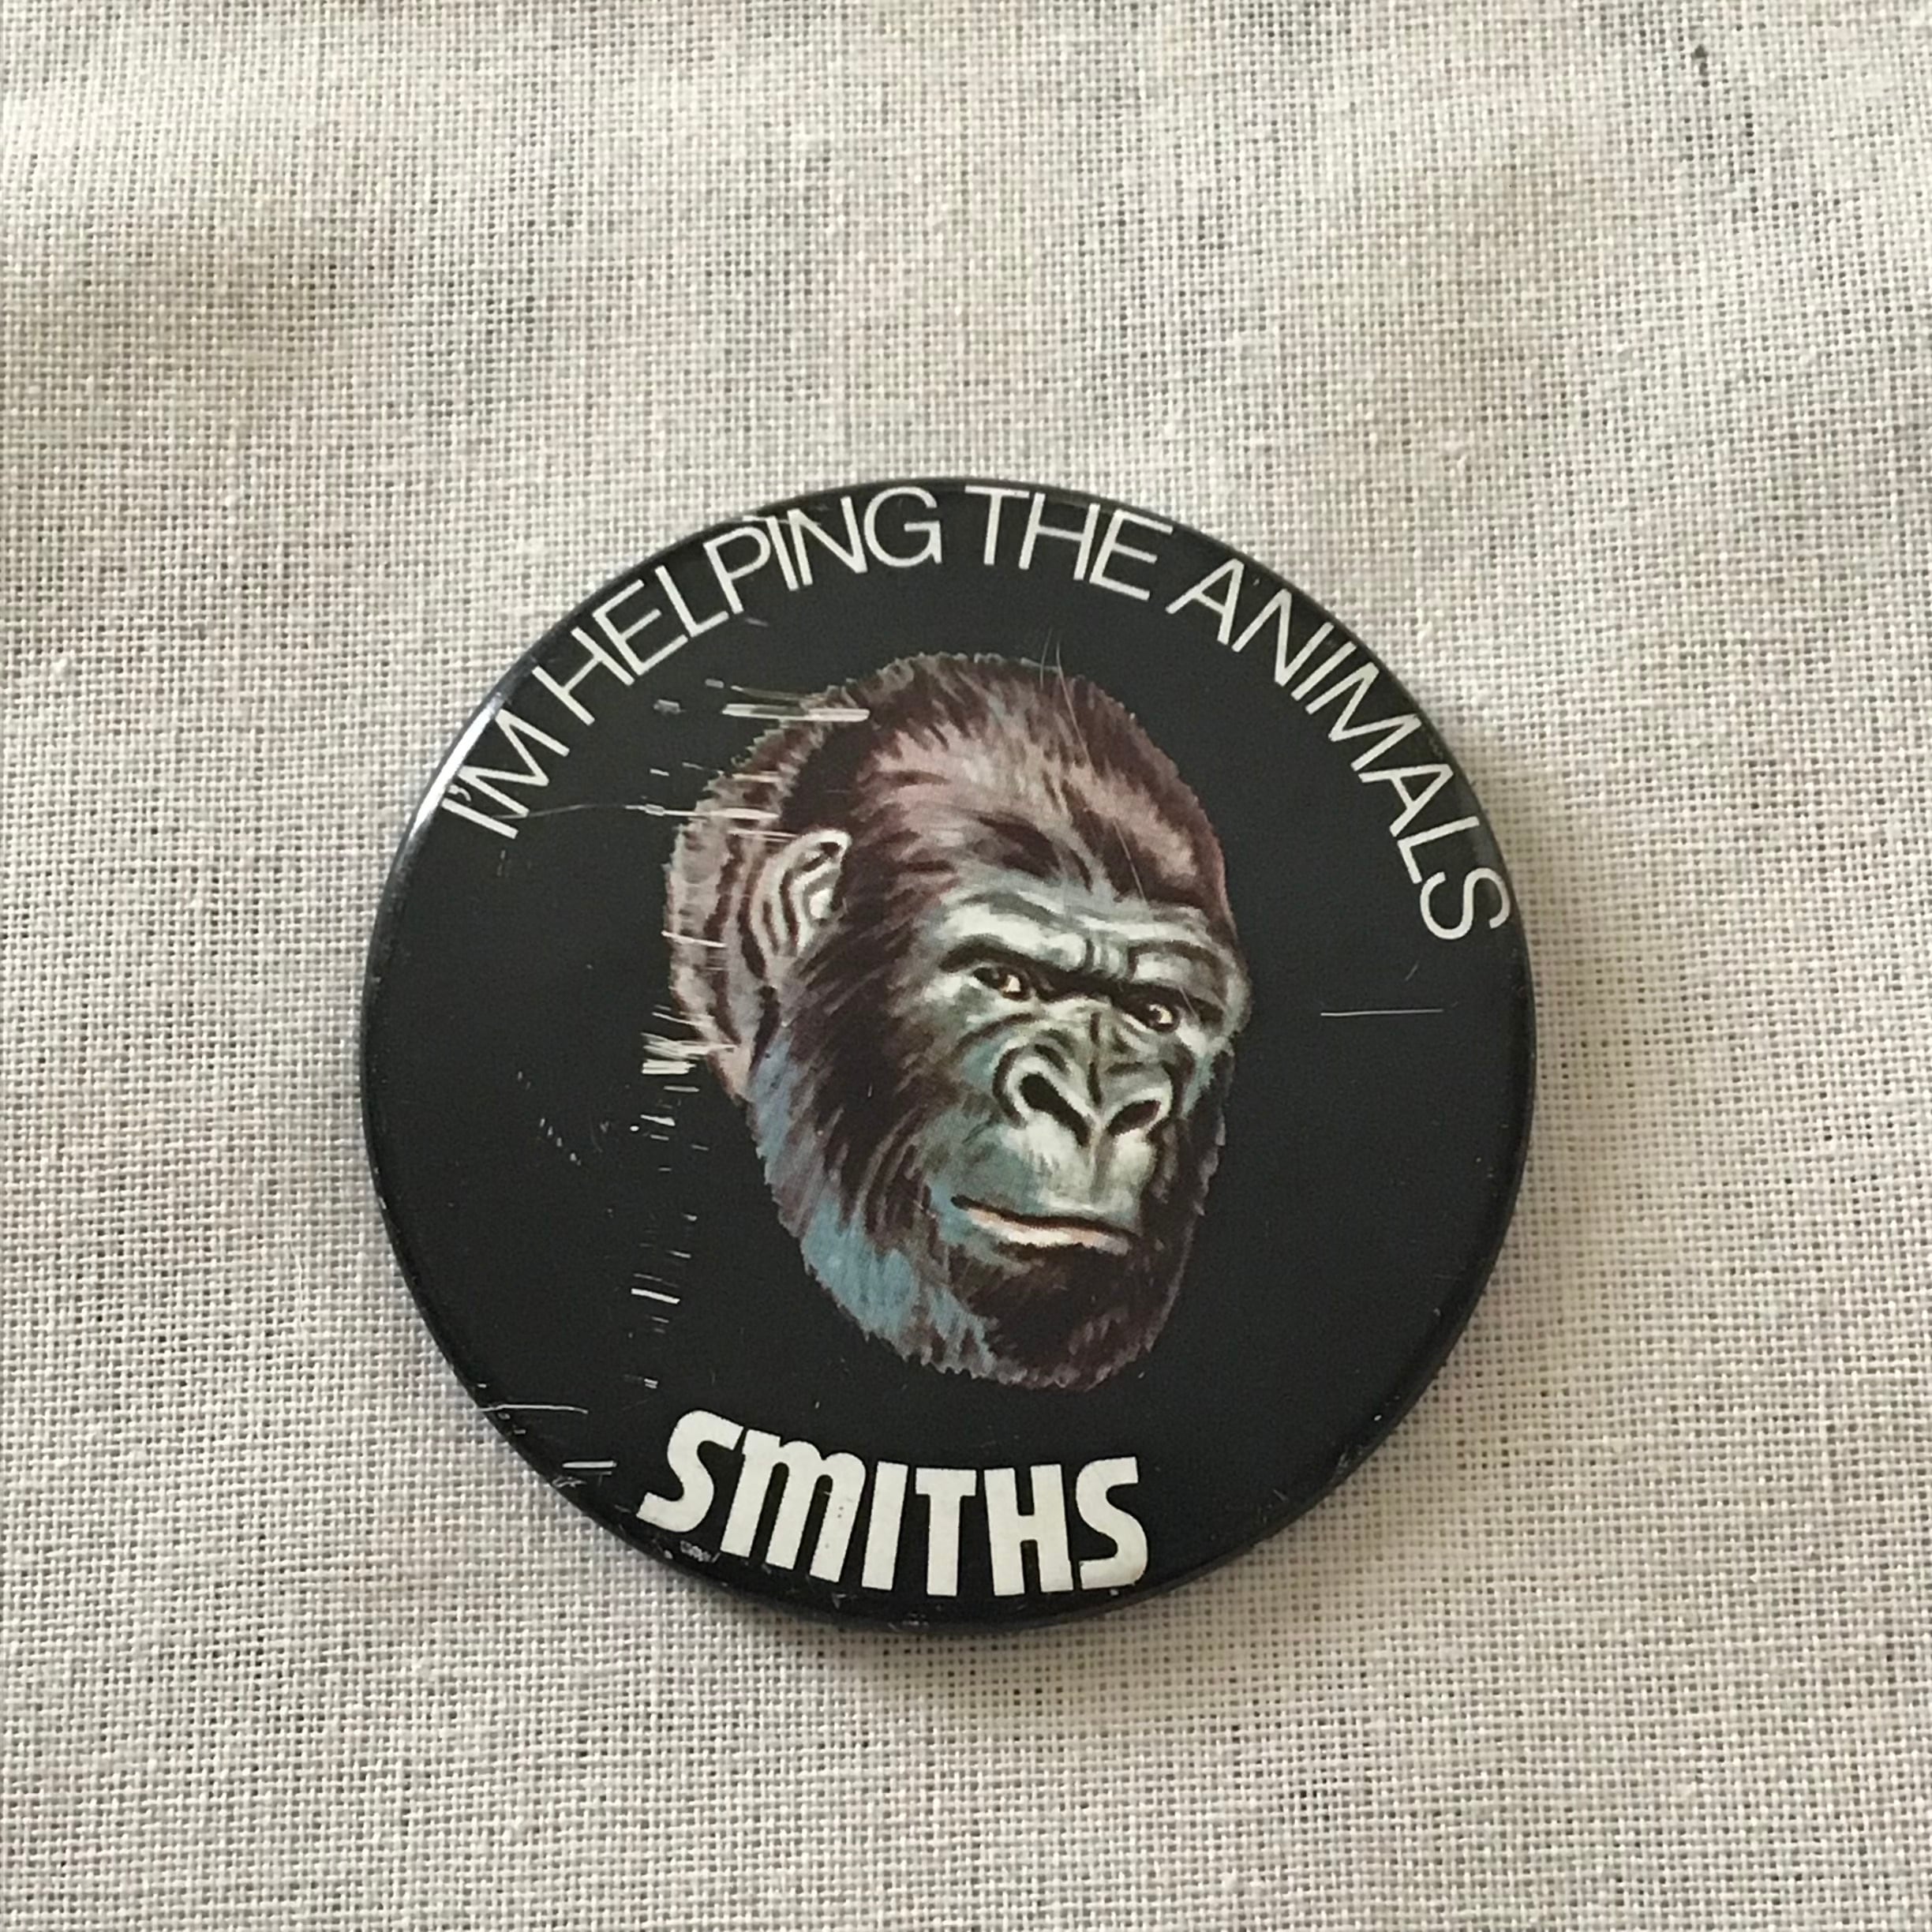 I'M HELPING THE ANIMALS
SMITHS